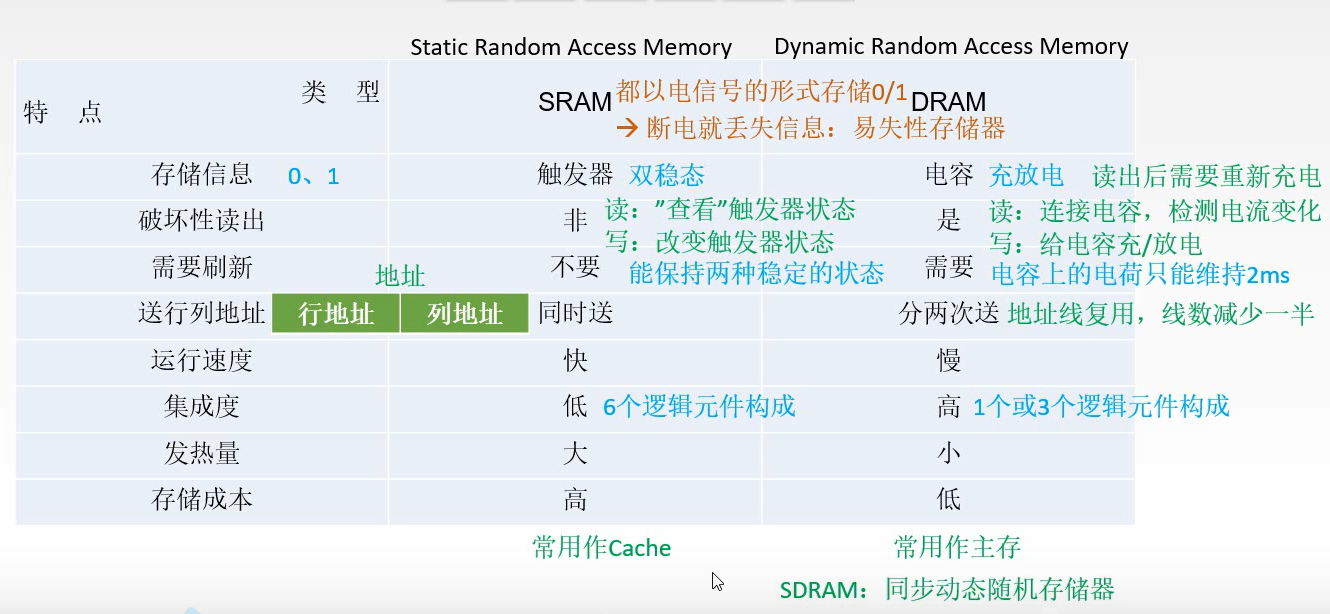 Static Random Access Memory Dynamic Random Access Memory
类 型
特 点
SRAM 都以电信号的形式存储0/1 DRAM
→ 断电就丢失信息：易失性存储器
存储信息 0、1 触发器 双稳态 电容 充放电 读出后需要重新充电
破坏性读出 非 读：”查看”触发器状态 是 读：连接电容，检测电流变化
写：改变触发器状态 写：给电容充/放电
需要刷新 不要 能保持两种稳定的状态 需要 电容上的电荷只能维持2ms
地址
送行列地址 行地址 列地址 同时送 分两次送 地址线复用，线数减少一半
运行速度 快 慢
集成度 低 6个逻辑元件构成 高 1个或3个逻辑元件构成
发热量 大 小
存储成本 高 低
常用作Cache 常用作主存
SDRAM：同步动态随机存储器